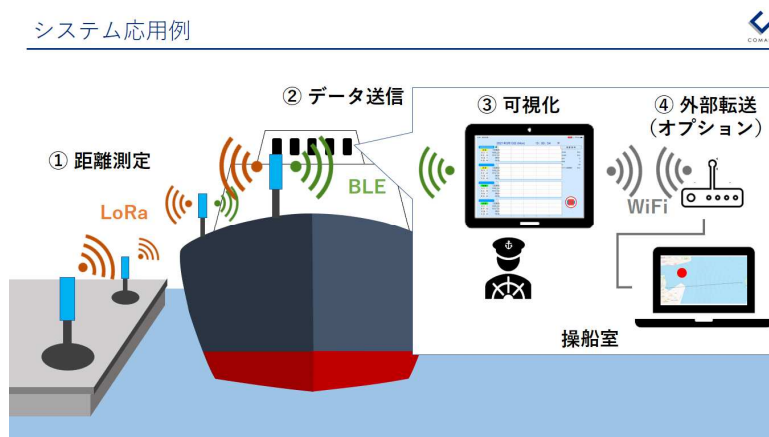 システム応用例
COMA
① 距離測定
② データ送信
③ 可視化
④ 外部転送
(オプション)
LoRa
BLE
WiFi
操船室